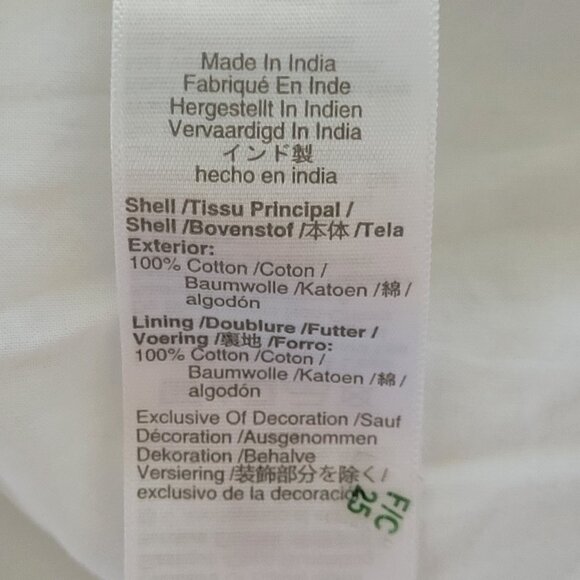 Made In India
Fabriqué En Inde
Hergestellt In Indien
Vervaardigd In India
インド製
hecho en india
Shell /Tissu Principal /
Shell /Bovenstof /本体 /Tela
Exterior:
100% Cotton /Coton /
Baumwolle /Katoen /綿 /
algodón
Lining /Doublure /Futter /
Voering /裏地 /Forro:
100% Cotton /Coton /
Baumwolle /Katoen /綿 /
algodón
Exclusive Of Decoration /Sauf
Décoration /Ausgenommen
Dekoration /Behalve
Versiering /装飾部分を除く /
exclusivo de la decoración
F/C
25